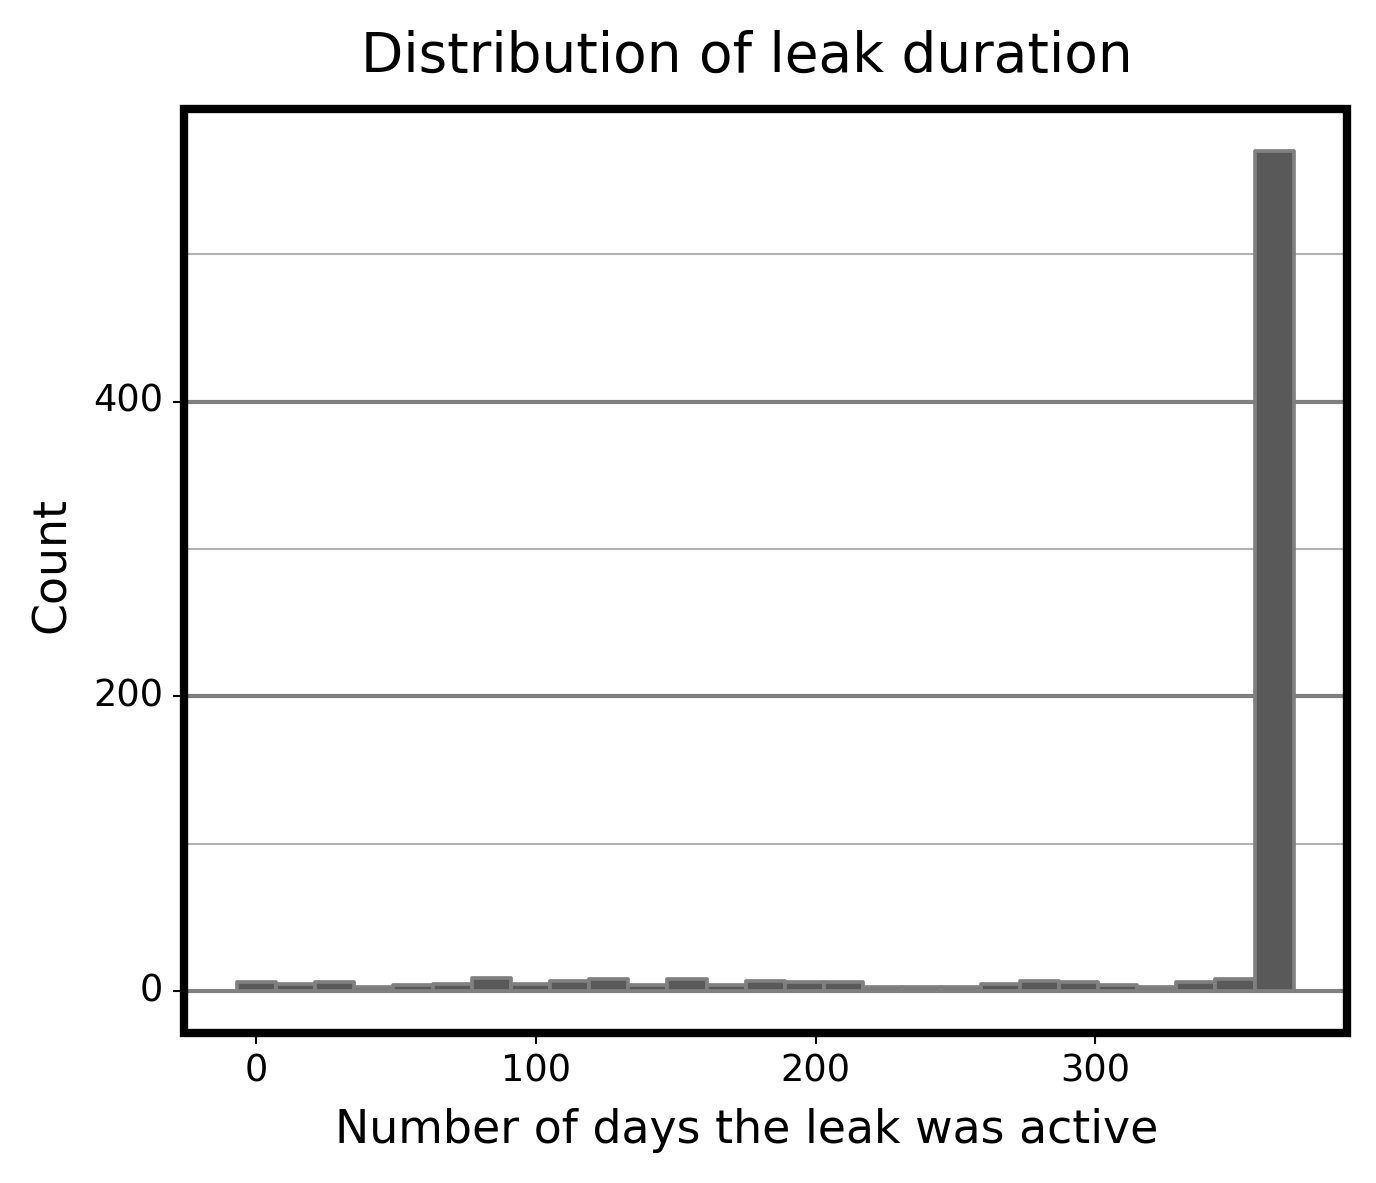 Distribution of leak duration
400
200
0
Count
0 100 200 300
Number of days the leak was active